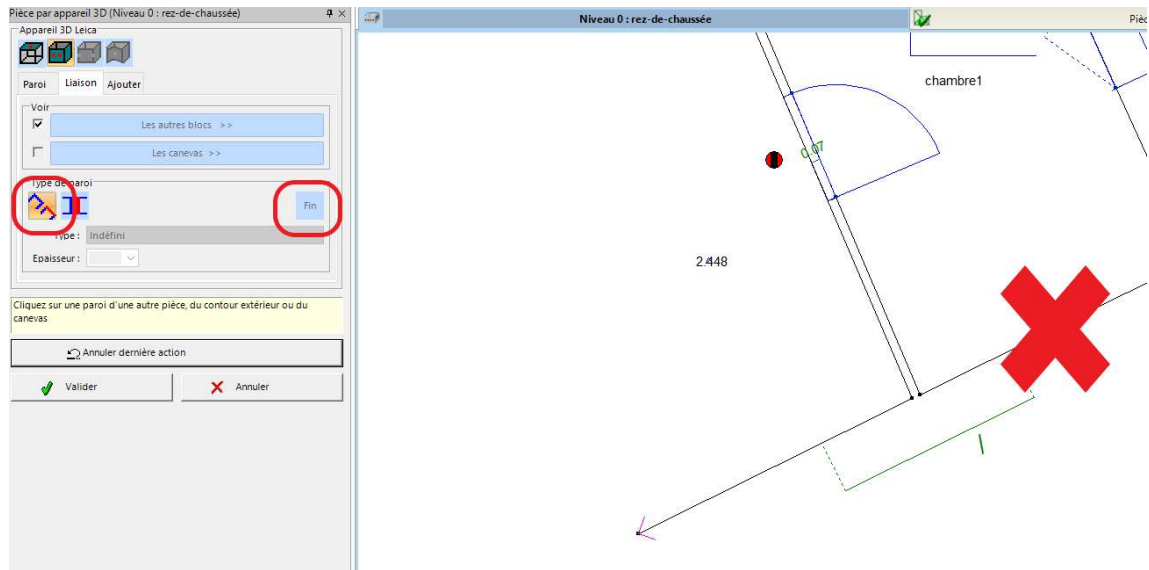 Pièce par appareil 3D (Niveau 0 : rez-de-chaussée)
Appareil 3D Leica
Paroi Liaison Ajouter
Voir
Les autres blocs >>
Les canevas >>
Type de paroi
Fin
Type : Indéfini
Epaisseur :
Cliquez sur une paroi d'une autre pièce, du contour extérieur ou du
canevas
Annuler dernière action
Valider Annuler
Niveau 0 : rez-de-chaussée
Pièc
chambre1
0.07
2.448